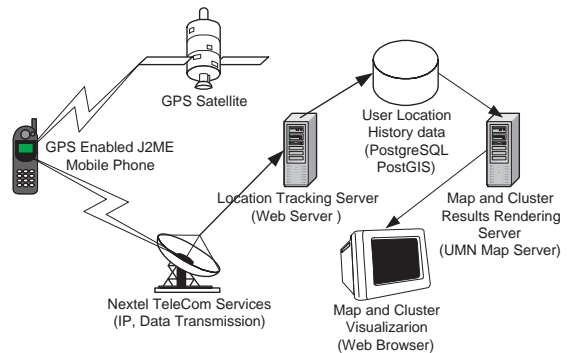 GPS Satellite
GPS Enabled J2ME
Mobile Phone
User Location
History data
(PostgreSQL
PostGIS)
Location Tracking Server
(Web Server )
Map and Cluster
Results Rendering
Server
(UMN Map Server)
Nextel TeleCom Services
(IP, Data Transmission)
Map and Cluster
Visualizarion
(Web Browser)